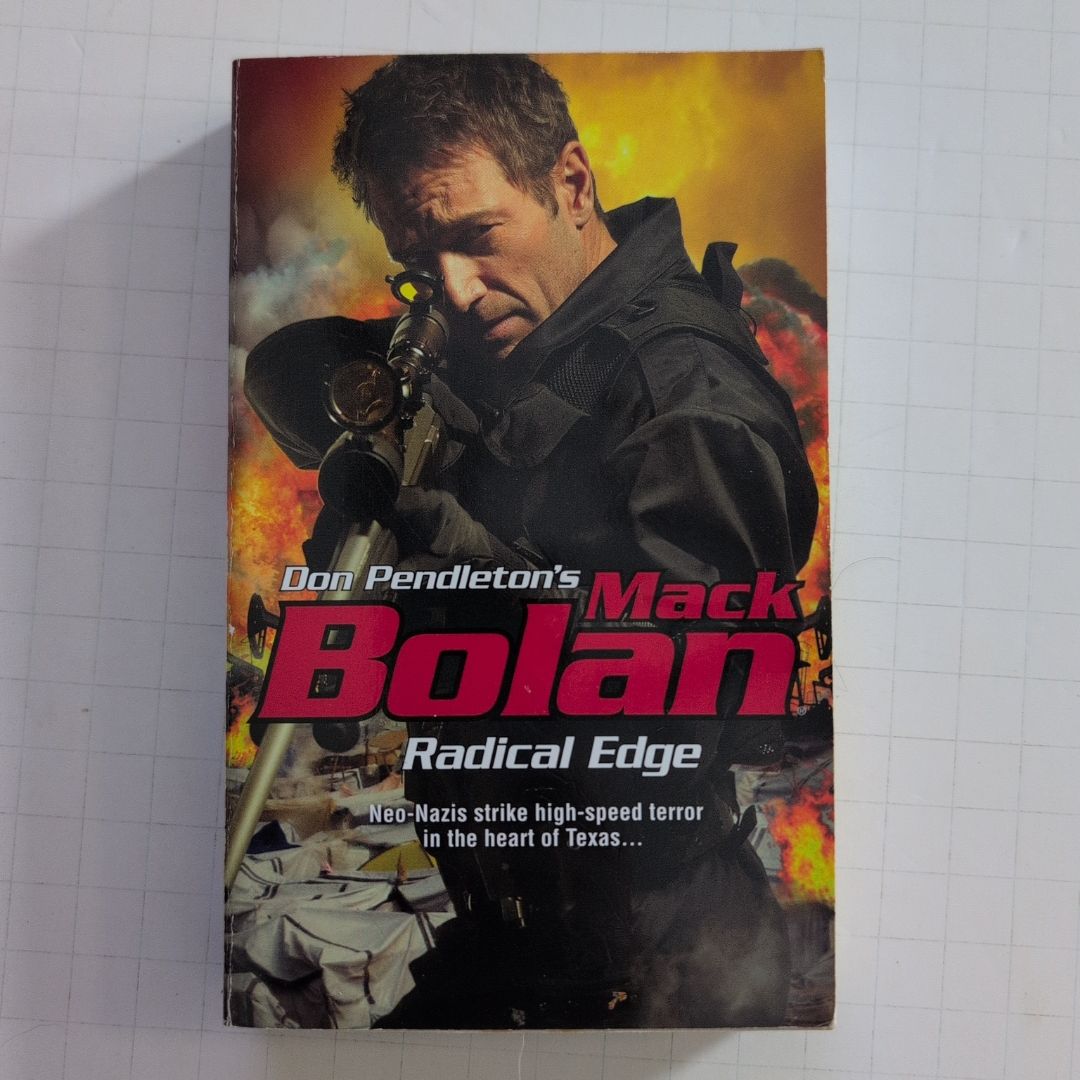 Don Pendleton's
Mack
Bolan®
Radical Edge
Neo-Nazis strike high-speed terror
in the heart of Texas...